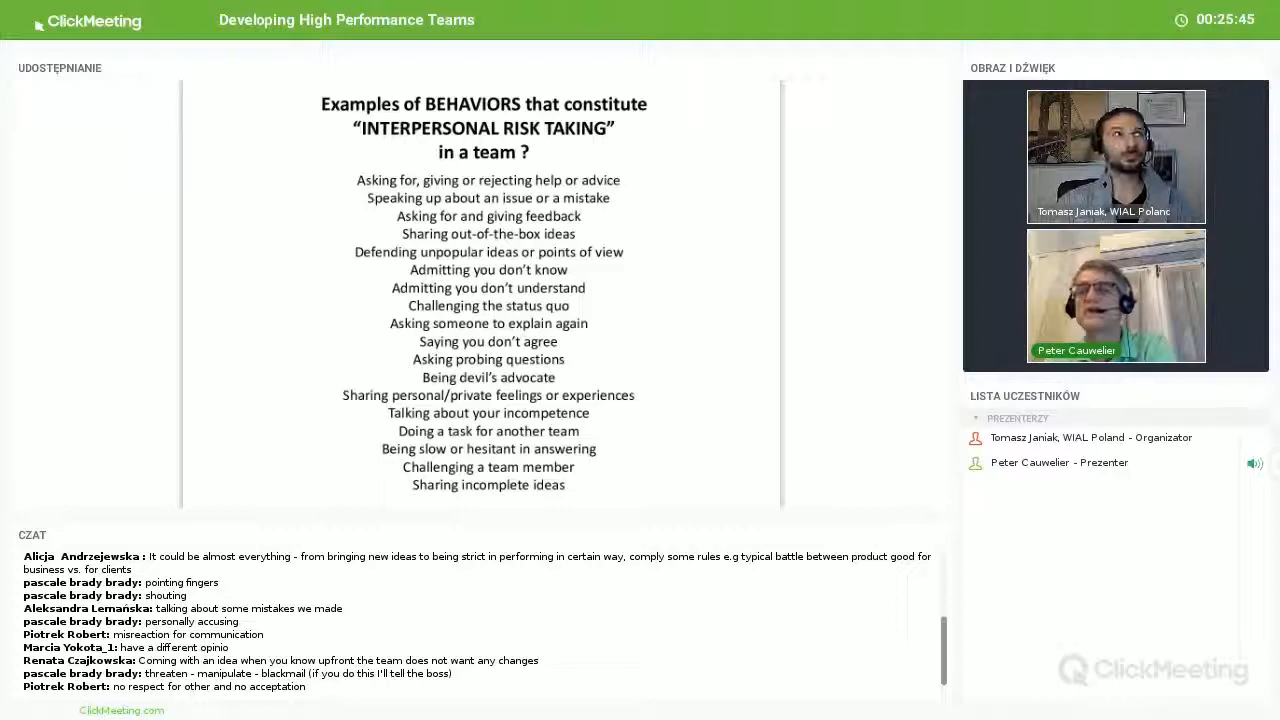 ClickMeeting
Developing High Performance Teams
00:25:45
UDOSTĘPNIANIE
Examples of BEHAVIORS that constitute
“INTERPERSONAL RISK TAKING”
in a team ?
Asking for, giving or rejecting help or advice
Speaking up about an issue or a mistake
Asking for and giving feedback
Sharing out-of-the-box ideas
Defending unpopular ideas or points of view
Admitting you don’t know
Admitting you don’t understand
Challenging the status quo
Asking someone to explain again
Saying you don’t agree
Asking probing questions
Being devil’s advocate
Sharing personal/private feelings or experiences
Talking about your incompetence
Doing a task for another team
Being slow or hesitant in answering
Challenging a team member
Sharing incomplete ideas
OBRAZ I DŹWIĘK
Tomasz Janiak, WIAL Poland
Peter Cauwelier
LISTA UCZESTNIKÓW
PREZENTERZY
Tomasz Janiak, WIAL Poland - Organizator
Peter Cauwelier - Prezenter
CZAT
Alicja Andrzejewska : It could be almost everything - from bringing new ideas to being strict in performing in certain way, comply some rules e.g typical battle between product good for
business vs. for clients
pascale brady brady: pointing fingers
pascale brady brady: shouting
Aleksandra Lemańska: talking about some mistakes we made
pascale brady brady: personally accusing
Piotrek Robert: misreaction for communication
Marcia Yokota_1: have a different opinio
Renata Czajkowska: Coming with an idea when you know upfront the team does not want any changes
pascale brady brady: threaten - manipulate - blackmail (if you do this I'll tell the boss)
Piotrek Robert: no respect for other and no acceptation
ClickMeeting
ClickMeeting.com